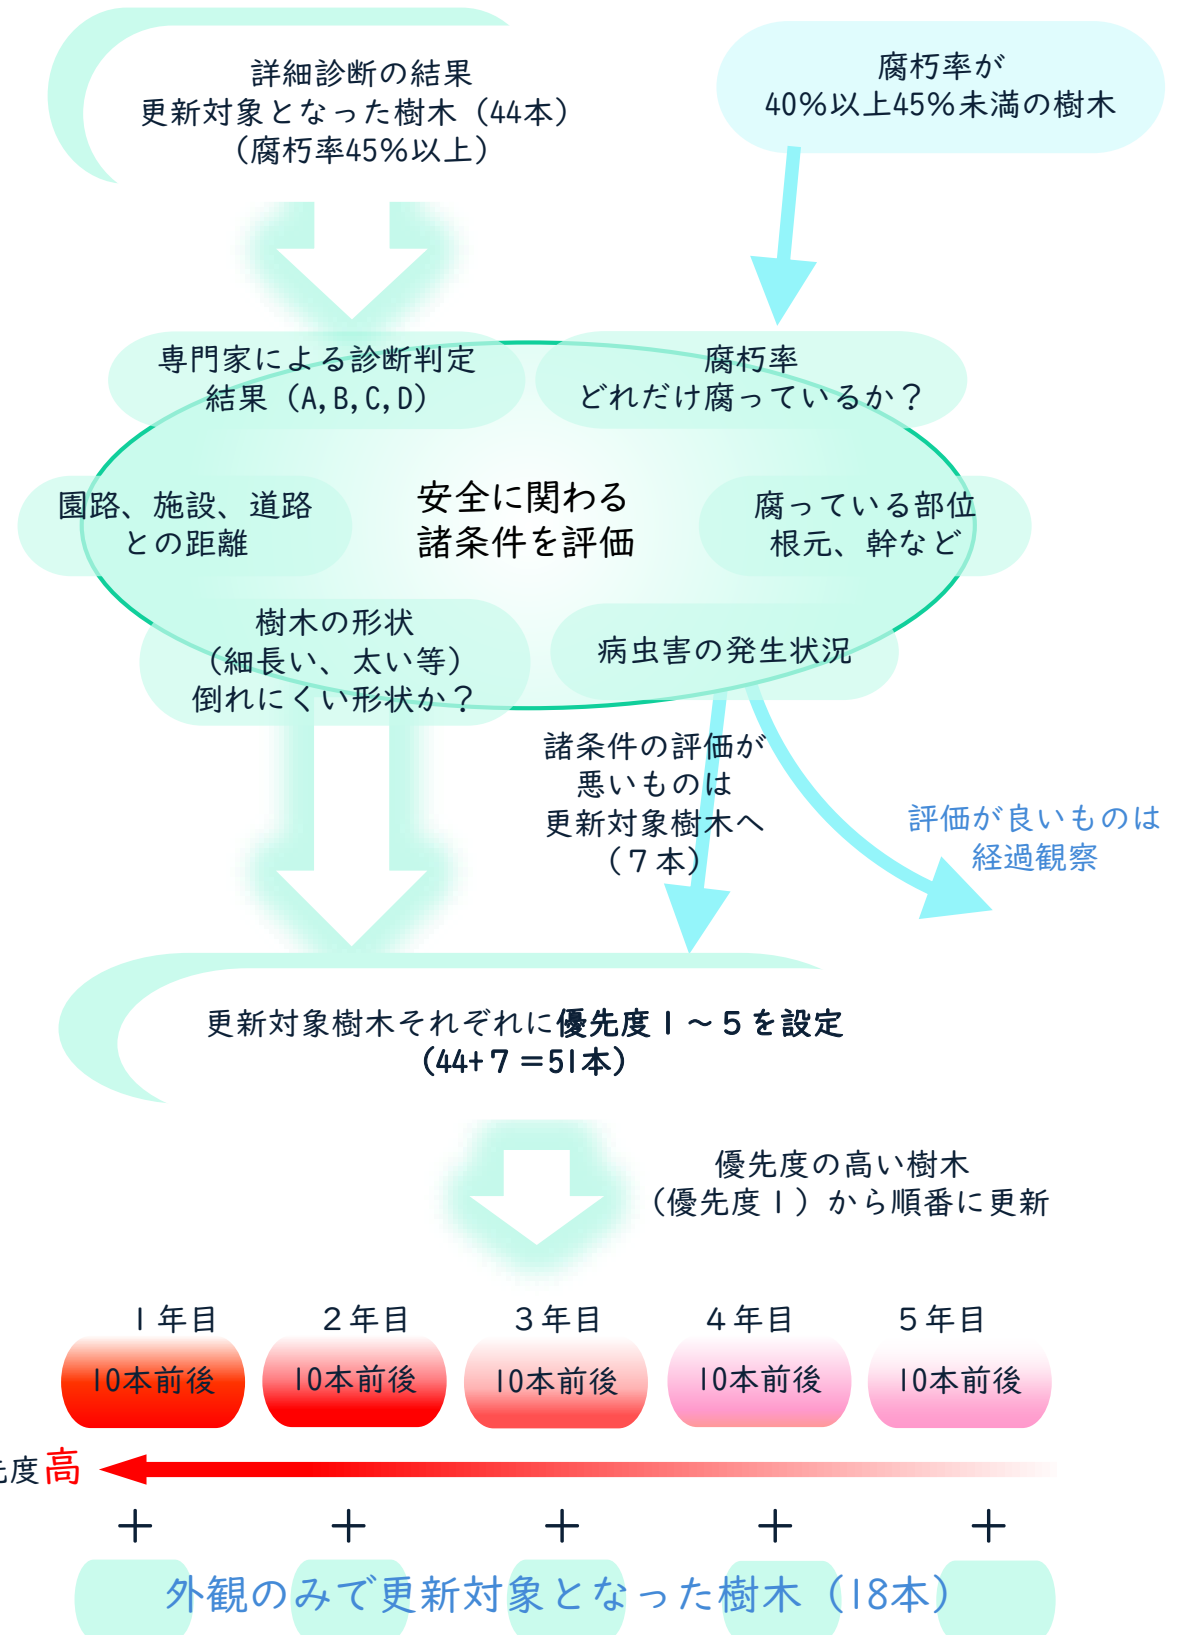 詳細診断の結果
更新対象となった樹木（44本）
（腐朽率45%以上）
腐朽率が
40%以上45%未満の樹木
専門家による診断判定
結果（A,B,C,D）
腐朽率
どれだけ腐っているか？
園路、施設、道路
との距離
安全に関わる
諸条件を評価
腐っている部位
根元、幹など
樹木の形状
（細長い、太い等）
倒れにくい形状か？
病虫害の発生状況
諸条件の評価が
悪いものは
更新対象樹木へ
（７本）
評価が良いものは
経過観察
更新対象樹木それぞれに優先度１～５を設定
（44+７＝51本）
優先度の高い樹木
（優先度１）から順番に更新
１年目
２年目
３年目
４年目
５年目
10本前後
10本前後
10本前後
10本前後
10本前後
度高
＋ ＋ ＋ ＋ ＋
外観のみで更新対象となった樹木（18本）